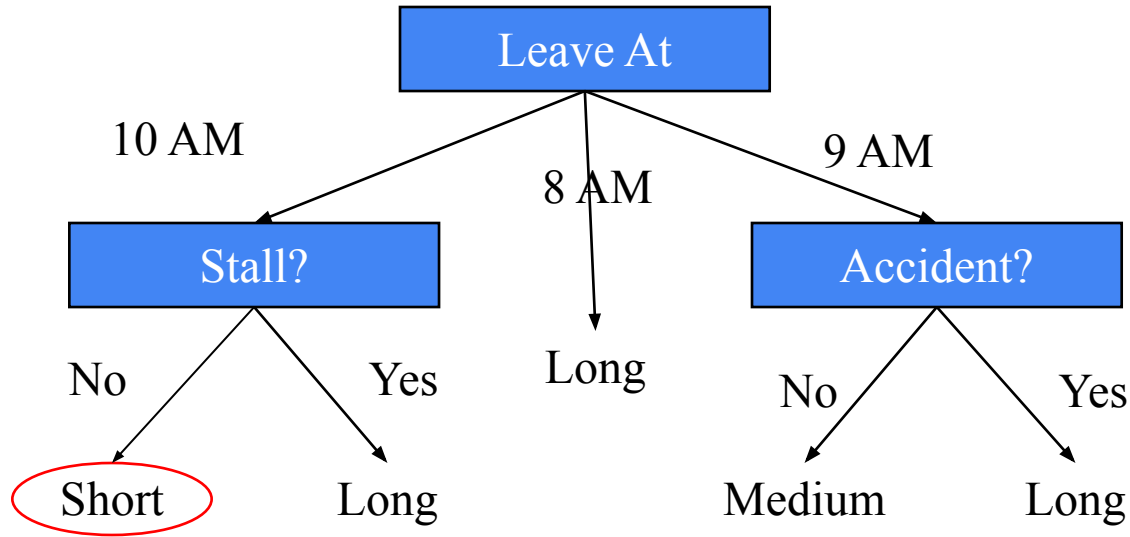 Leave At
10 AM
8 AM
9 AM
Stall?
Accident?
No
Yes
Long
No
Yes
Short
Long
Medium
Long